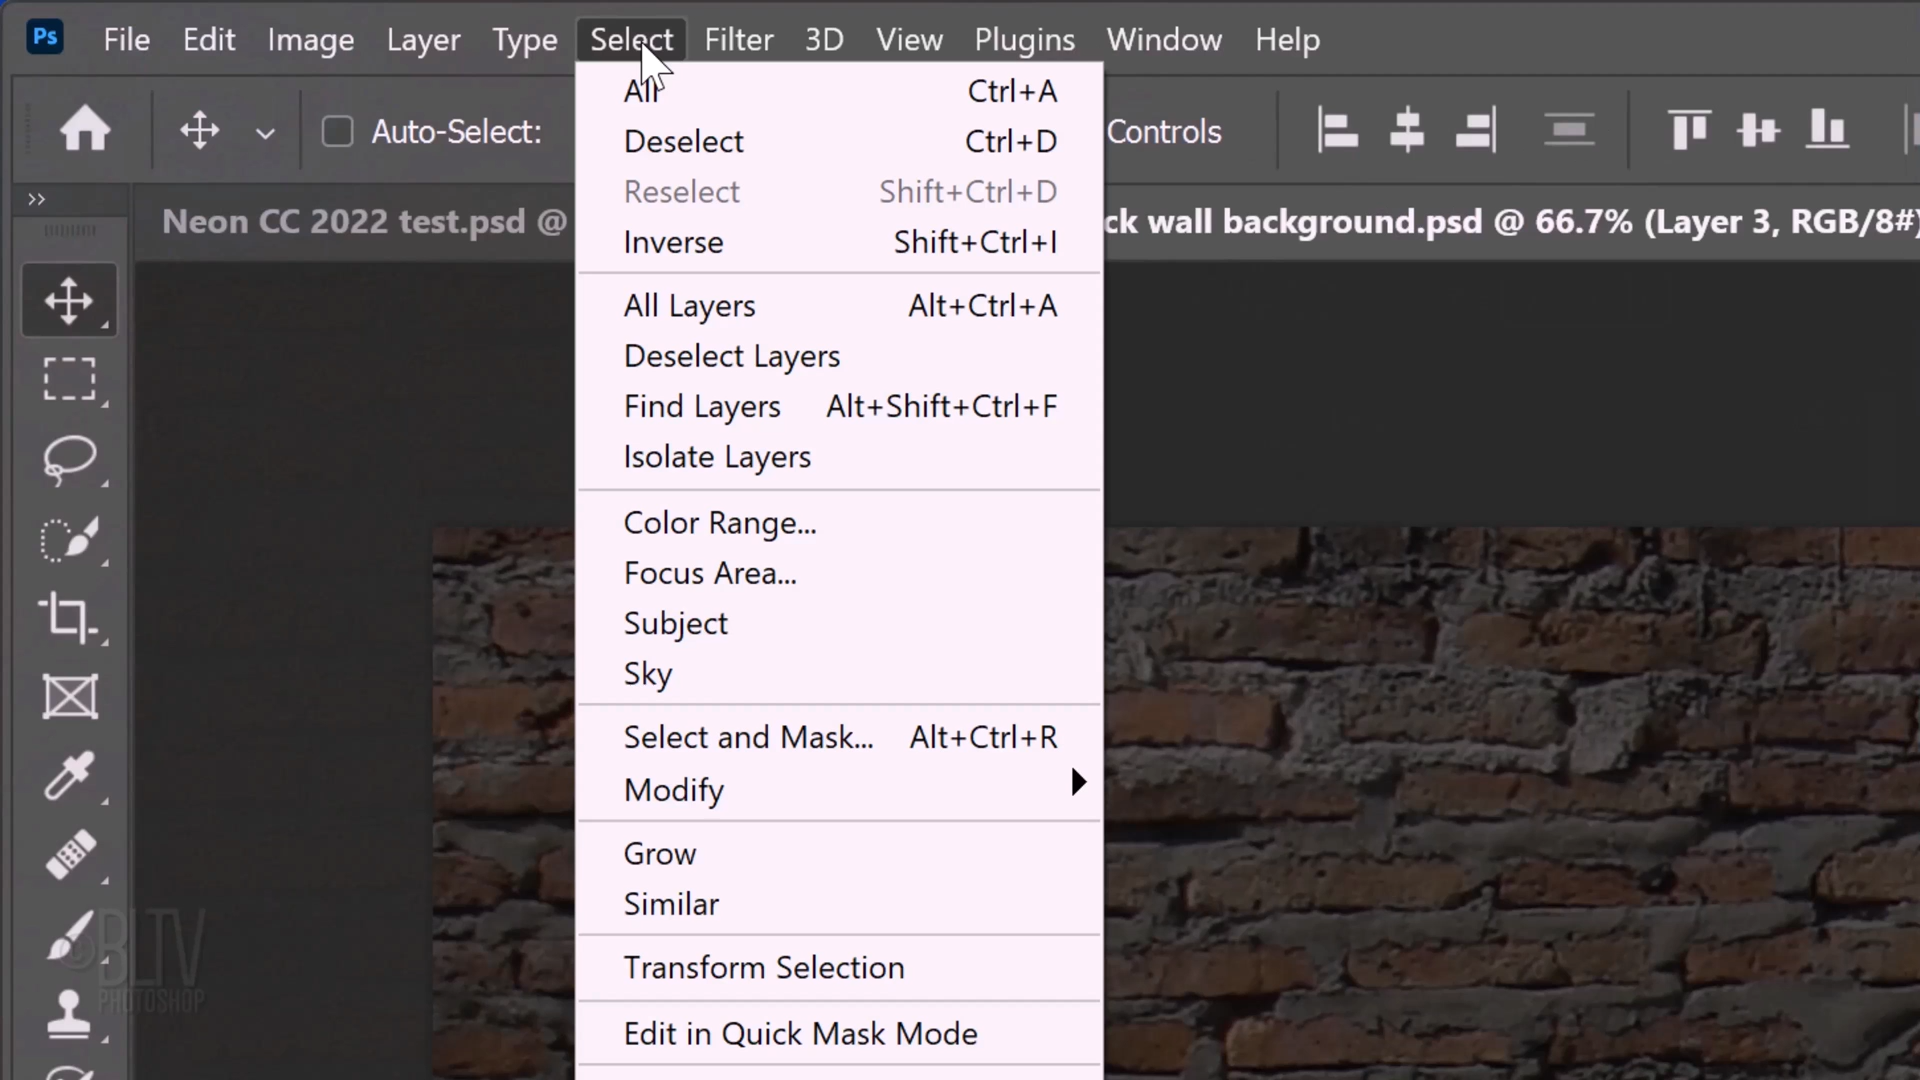 Ps File Edit Image Layer Type Select Filter 3D View Plugins Window Help
Auto-Select: Controls
Neon CC 2022 test.psd @ ck wall background.psd @ 66.7% (Layer 3, RGB/8#)
All Ctrl+A
Deselect Ctrl+D
Reselect Shift+Ctrl+D
Inverse Shift+Ctrl+I
All Layers Alt+Ctrl+A
Deselect Layers
Find Layers Alt+Shift+Ctrl+F
Isolate Layers
Color Range...
Focus Area...
Subject
Sky
Select and Mask... Alt+Ctrl+R
Modify
Grow
Similar
Transform Selection
Edit in Quick Mask Mode
©BLTV
PHOTOSHOP